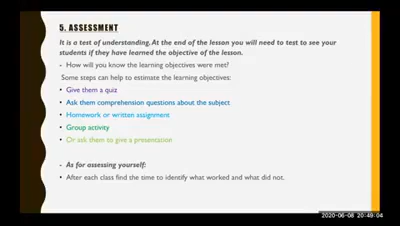 5. ASSESSMENT
It is a test of understanding. At the end of the lesson you will need to test to see your
students if they have learned the objective of the lesson.
- How will you know the learning objectives were met?
Some steps can help to estimate the learning objectives:
• Give them a quiz
• Ask them comprehension questions about the subject
• Homework or written assignment
• Group activity
• Or ask them to give a presentation
- As for assessing yourself:
• After each class find the time to identify what worked and what did not.
2020-06-08 20:49:04